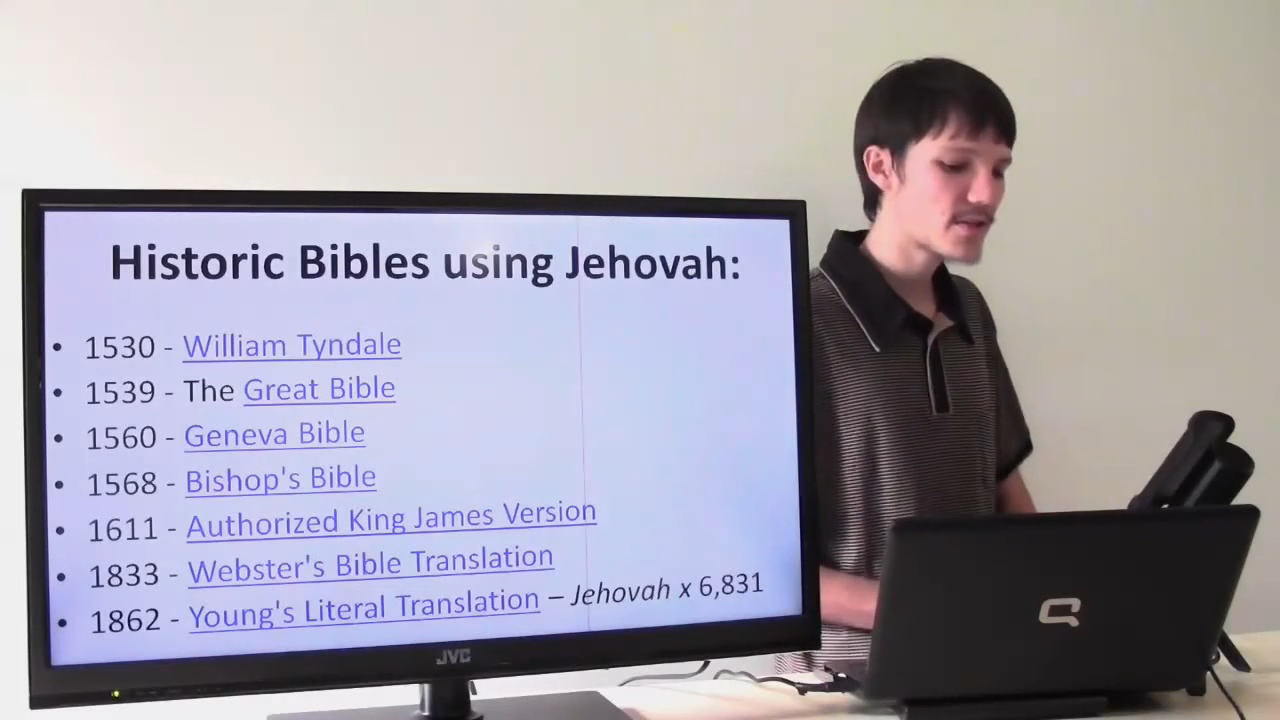 Historic Bibles using Jehovah:
• 1530 - William Tyndale
• 1539 - The Great Bible
• 1560 - Geneva Bible
• 1568 - Bishop's Bible
• 1611 - Authorized King James Version
• 1833 - Webster's Bible Translation
• 1862 - Young's Literal Translation – Jehovah x 6,831
JVC